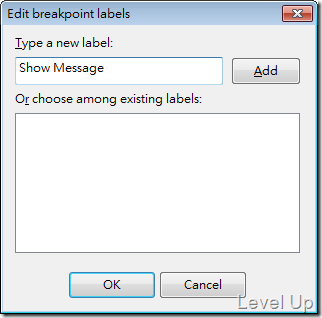 Edit breakpoint labels
Type a new label:
Show Message
Add
Or choose among existing labels:
OK Cancel
Level Up